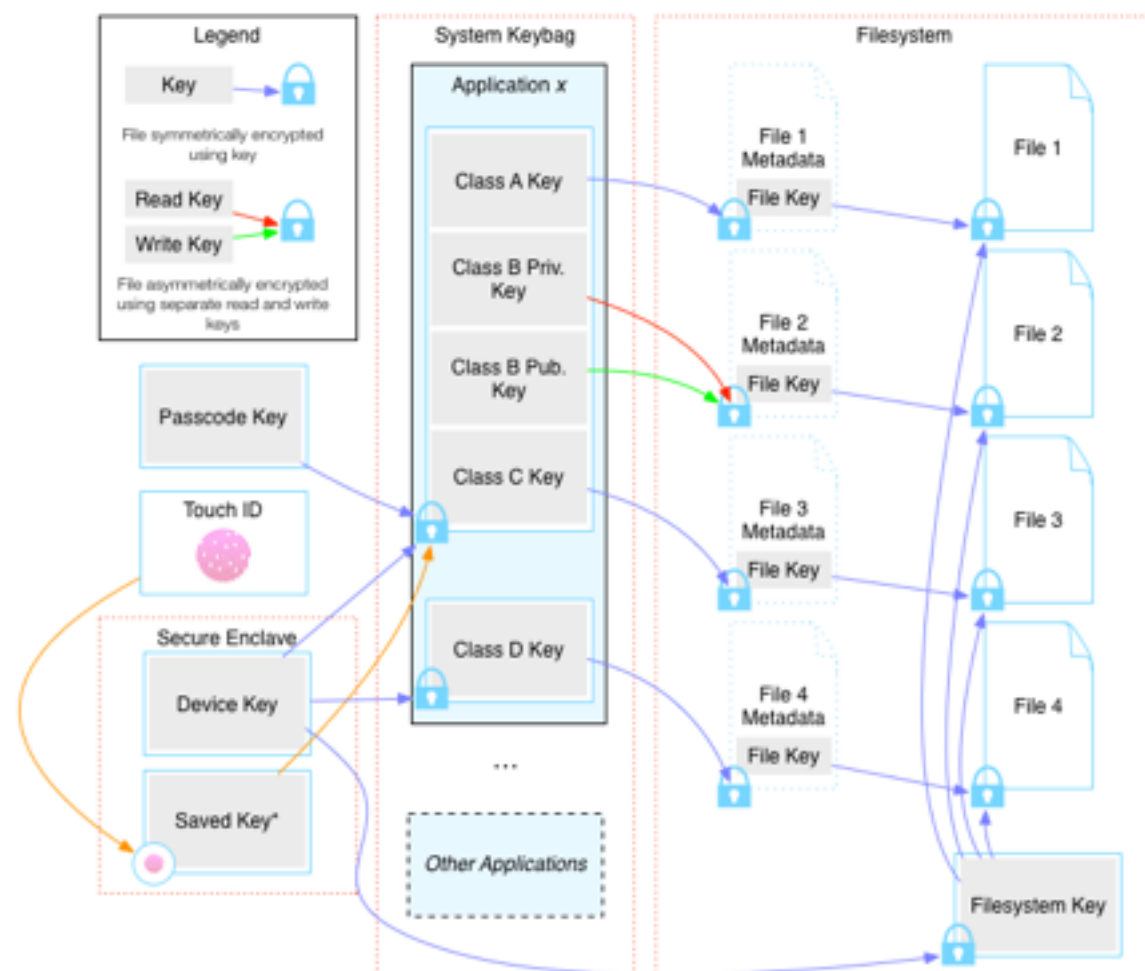 Legend
Key
File symmetrically encrypted
using key
Read Key
Write Key
File asymmetrically encrypted
using separate read and write
keys
Passcode Key
Touch ID
Secure Enclave
Device Key
Saved Key*
System Keybag
Application x
Class A Key
Class B Priv.
Key
Class B Pub.
Key
Class C Key
Class D Key
...
Other Applications
Filesystem
File 1
Metadata
File Key
File 1
File 2
Metadata
File Key
File 2
File 3
Metadata
File Key
File 3
File 4
Metadata
File Key
File 4
Filesystem Key